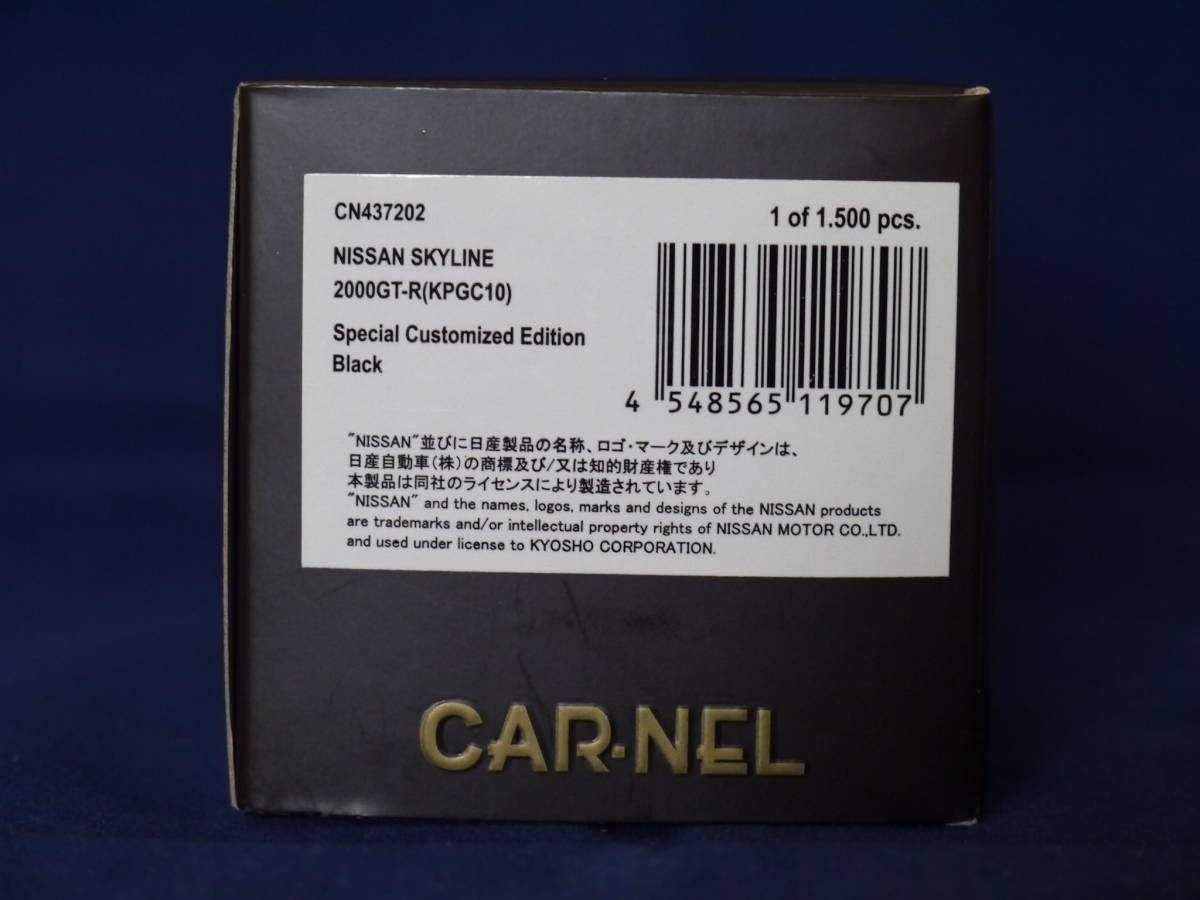 CN437202
1 of 1.500 pcs.
NISSAN SKYLINE
2000GT-R(KPGC10)
Special Customized Edition
Black
4 548565 119707
"NISSAN"並びに日産製品の名称、ロゴ・マーク及びデザインは、
日産自動車(株)の商標及び/又は知的財産権であり
本製品は同社のライセンスにより製造されています。
"NISSAN" and the names, logos, marks and designs of the NISSAN products
are trademarks and/or intellectual property rights of NISSAN MOTOR CO.,LTD.
and used under license to KYOSHO CORPORATION.
CAR·NEL